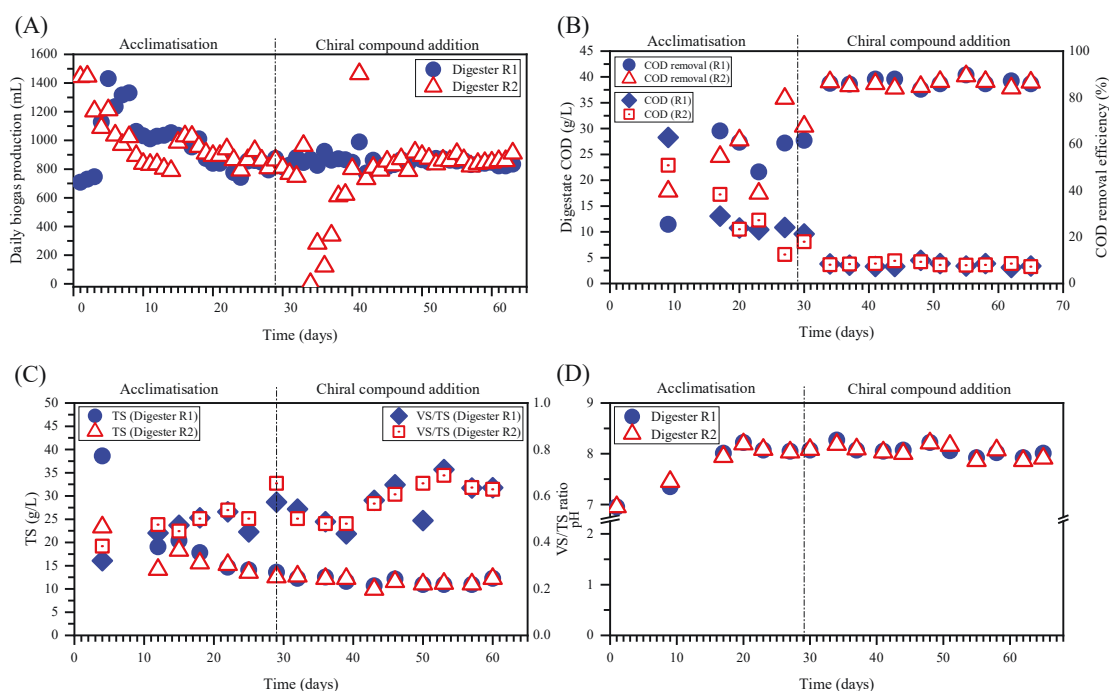 (A)
Acclimatisation Chiral compound addition
Digester R1
Digester R2
1600
1400
1200
1000
800
600
400
200
0
Daily biogas production (mL)
0 10 20 30 40 50 60
Time (days)
(B)
Acclimatisation Chiral compound addition
COD removal (R1)
COD removal (R2)
COD (R1)
COD (R2)
45
40
35
30
25
20
15
10
5
0
Digestate COD (g/L)
100
80
60
40
20
0
COD removal efficiency (%)
0 10 20 30 40 50 60 70
Time (days)
(C)
Acclimatisation Chiral compound addition
TS (Digester R1)
TS (Digester R2)
VS/TS (Digester R1)
VS/TS (Digester R2)
50
45
40
35
30
25
20
15
10
5
0
TS (g/L)
1.0
0.8
0.6
0.4
0.2
0.0
VS/TS ratio
0 10 20 30 40 50 60
Time (days)
(D)
Acclimatisation Chiral compound addition
Digester R1
Digester R2
9
8
7
2
1
0
pH
0 10 20 30 40 50 60
Time (days)